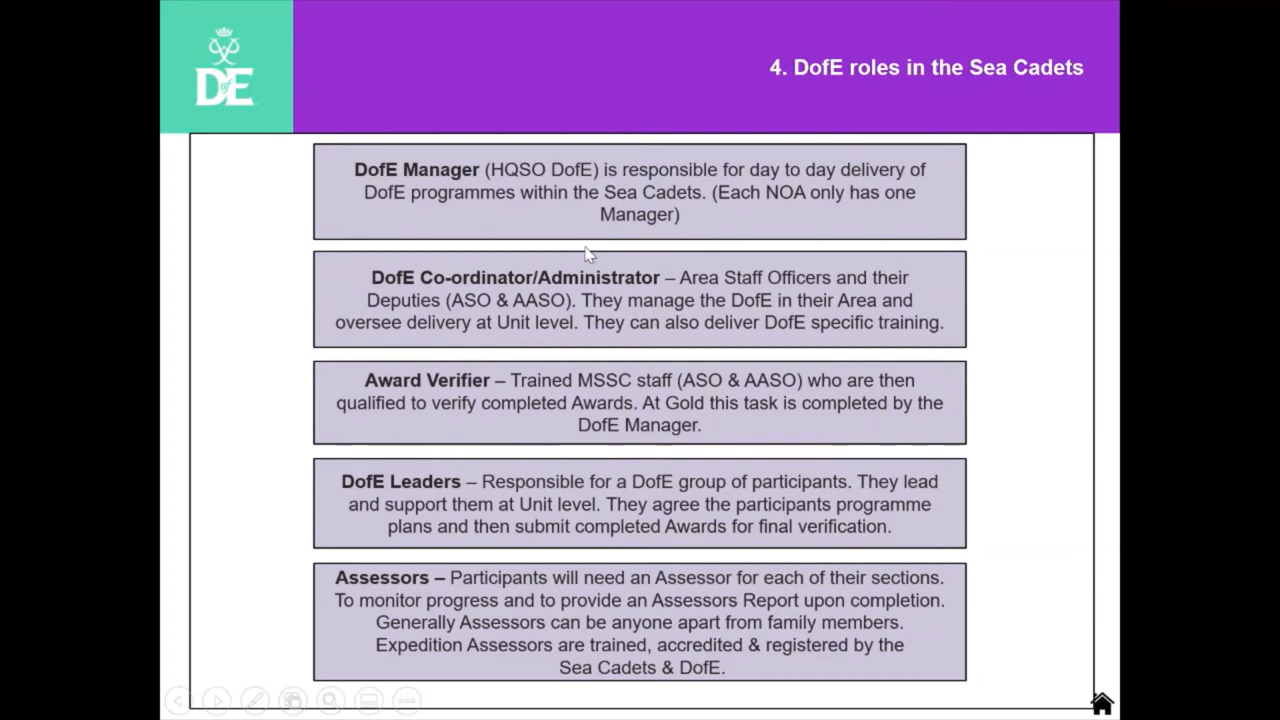 DofE
4. DofE roles in the Sea Cadets
DofE Manager (HQSO DofE) is responsible for day to day delivery of
DofE programmes within the Sea Cadets. (Each NOA only has one
Manager)
DofE Co-ordinator/Administrator – Area Staff Officers and their
Deputies (ASO & AASO). They manage the DofE in their Area and
oversee delivery at Unit level. They can also deliver DofE specific training.
Award Verifier – Trained MSSC staff (ASO & AASO) who are then
qualified to verify completed Awards. At Gold this task is completed by the
DofE Manager.
DofE Leaders – Responsible for a DofE group of participants. They lead
and support them at Unit level. They agree the participants programme
plans and then submit completed Awards for final verification.
Assessors – Participants will need an Assessor for each of their sections.
To monitor progress and to provide an Assessors Report upon completion.
Generally Assessors can be anyone apart from family members.
Expedition Assessors are trained, accredited & registered by the
Sea Cadets & DofE.